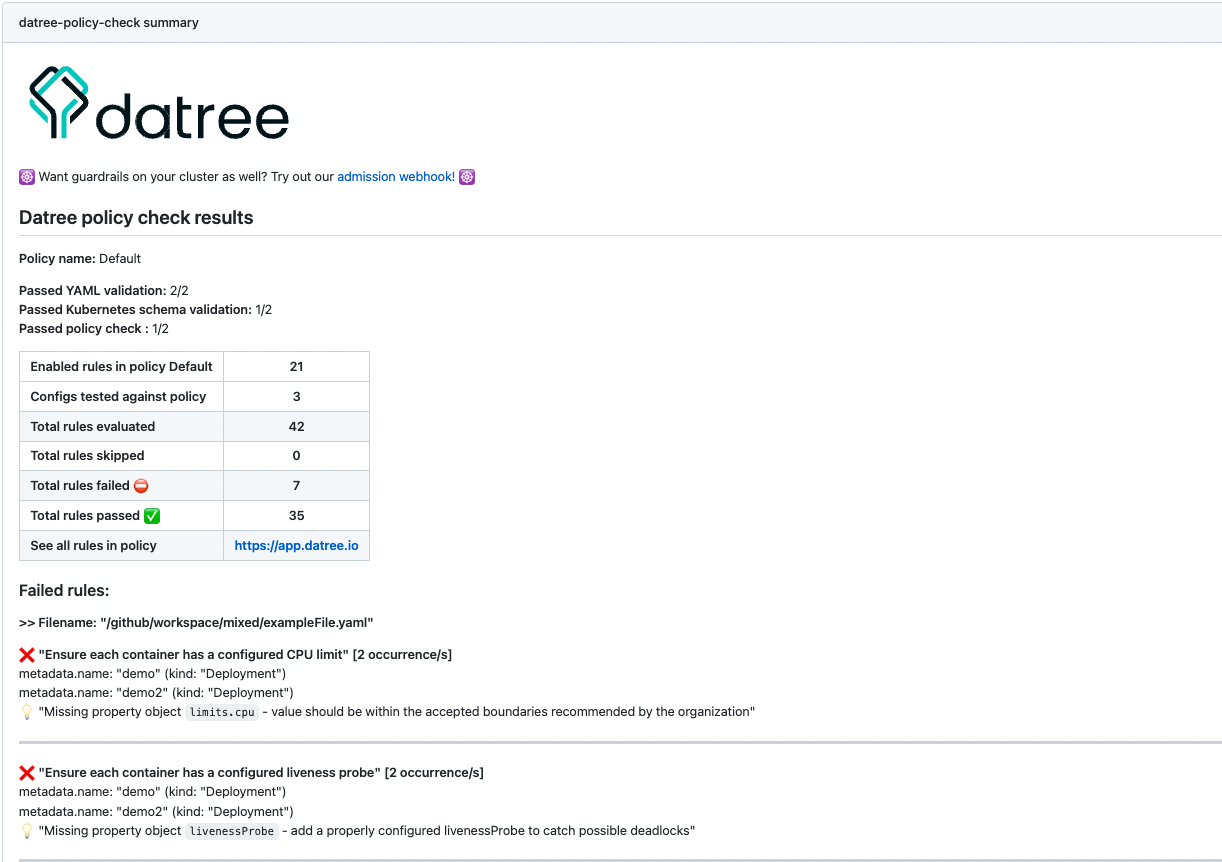 datree-policy-check summary
datree
Want guardrails on your cluster as well? Try out our admission webhook!
Datree policy check results
Policy name: Default
Passed YAML validation: 2/2
Passed Kubernetes schema validation: 1/2
Passed policy check : 1/2
Enabled rules in policy Default 21
Configs tested against policy 3
Total rules evaluated 42
Total rules skipped 0
Total rules failed ⛔ 7
Total rules passed ✅ 35
See all rules in policy https://app.datree.io
Failed rules:
>> Filename: "/github/workspace/mixed/exampleFile.yaml"
❌ "Ensure each container has a configured CPU limit" [2 occurrence/s]
metadata.name: "demo" (kind: "Deployment")
metadata.name: "demo2" (kind: "Deployment")
💡 "Missing property object limits.cpu - value should be within the accepted boundaries recommended by the organization"
❌ "Ensure each container has a configured liveness probe" [2 occurrence/s]
metadata.name: "demo" (kind: "Deployment")
metadata.name: "demo2" (kind: "Deployment")
💡 "Missing property object livenessProbe - add a properly configured livenessProbe to catch possible deadlocks"